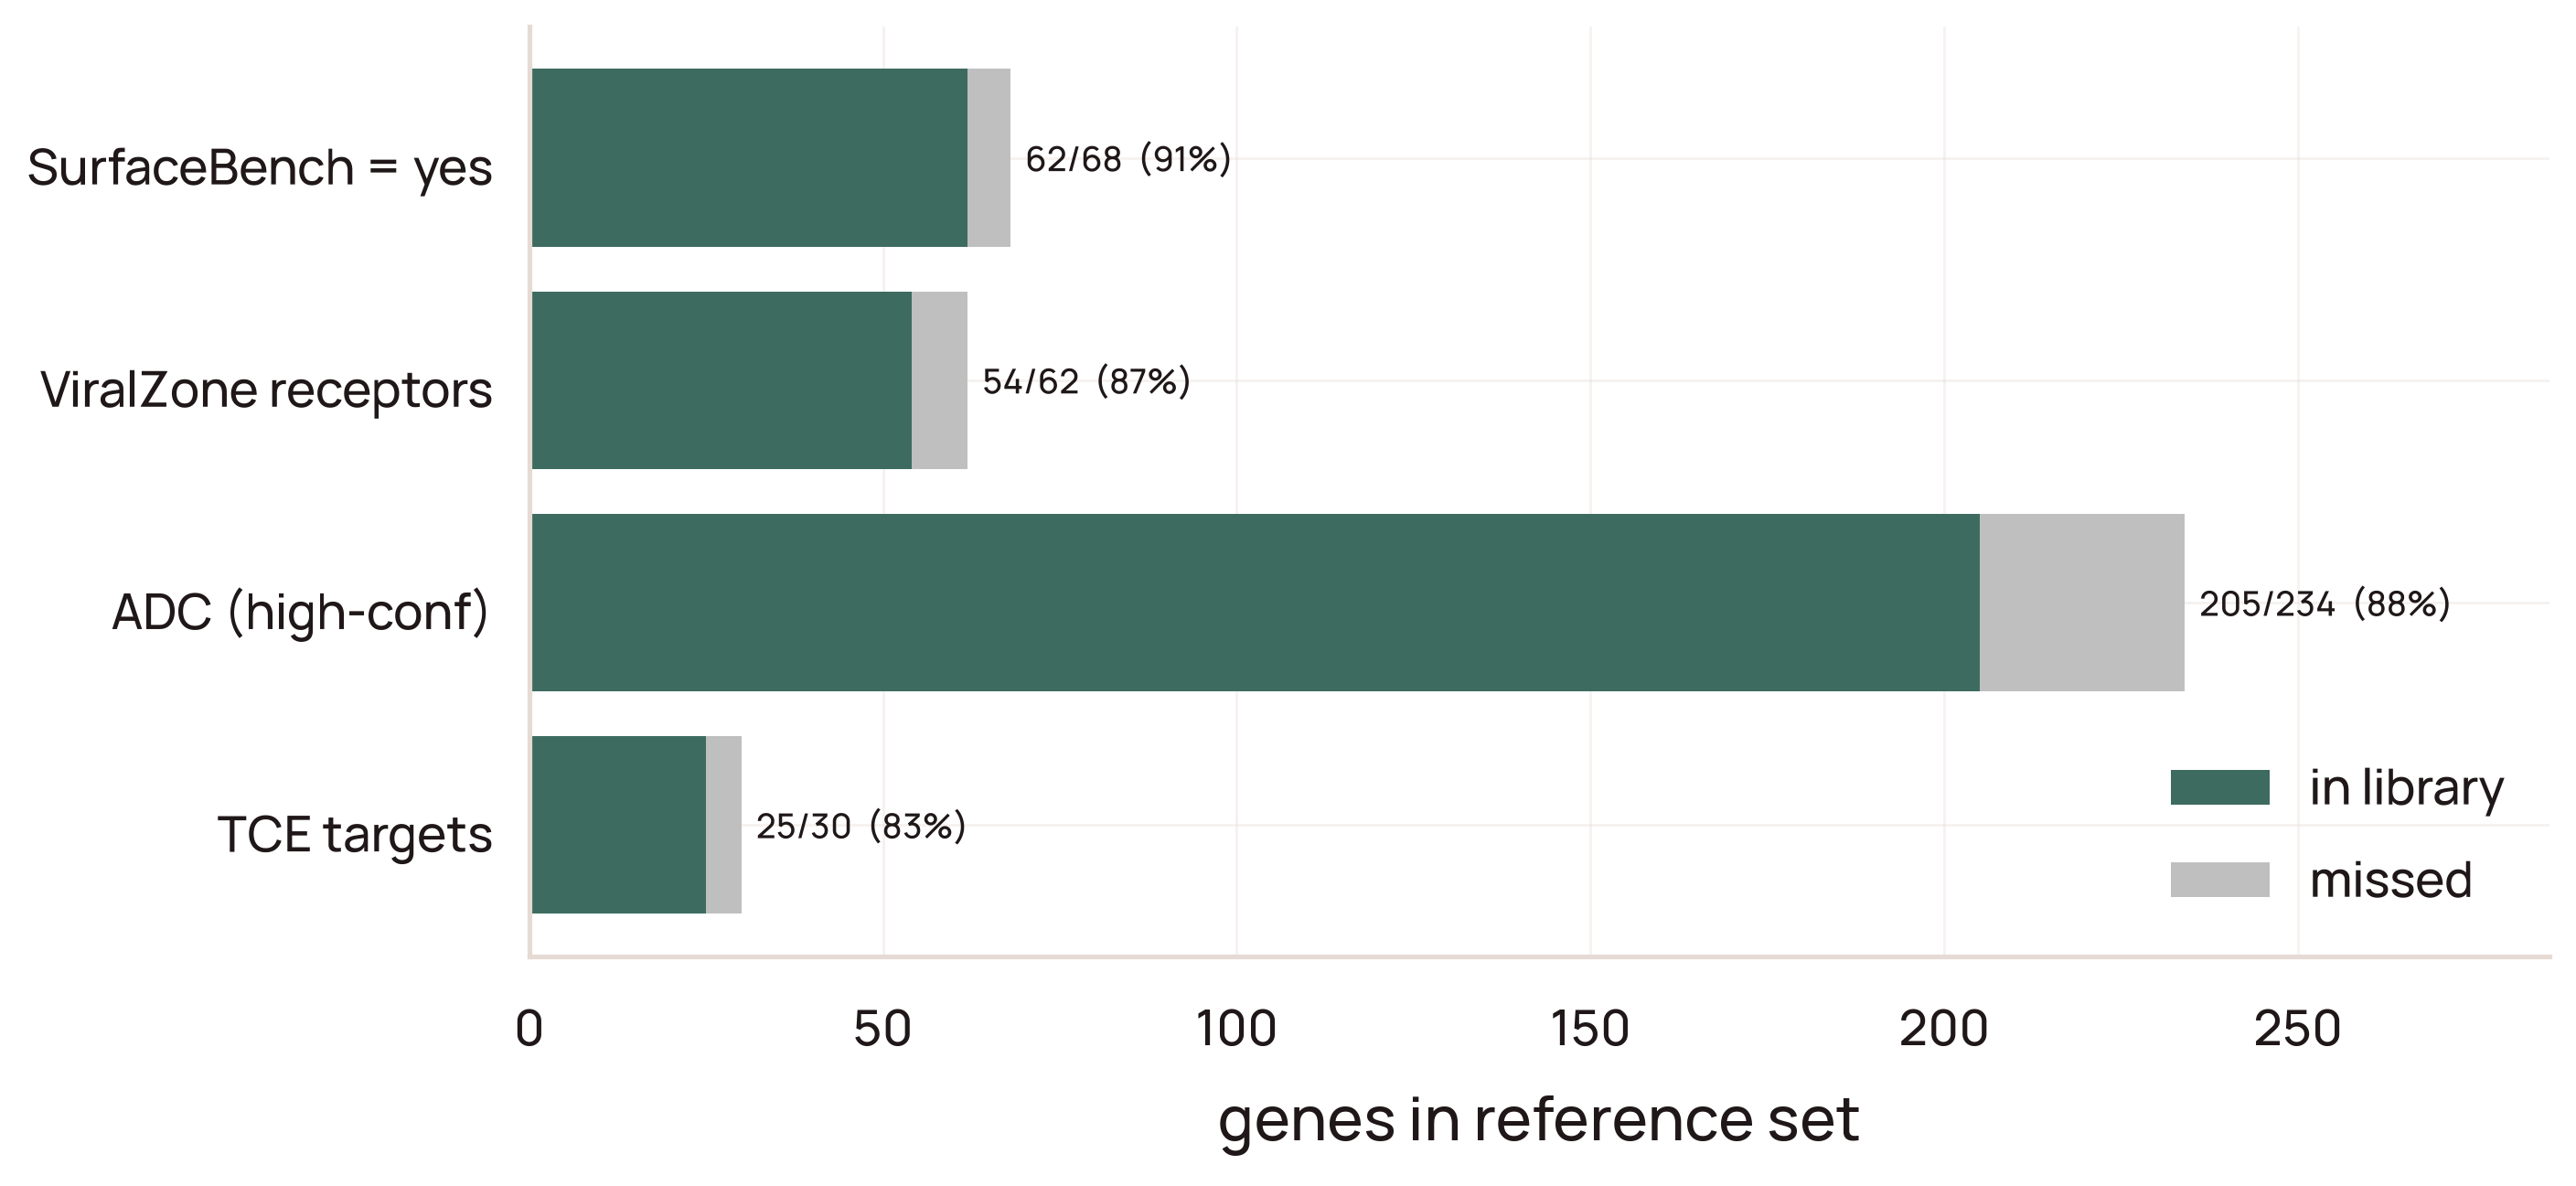 SurfaceBench = yes
62/68 (91%)
ViralZone receptors
54/62 (87%)
ADC (high-conf)
205/234 (88%)
TCE targets
25/30 (83%)
in library
missed
0 50 100 150 200 250
genes in reference set